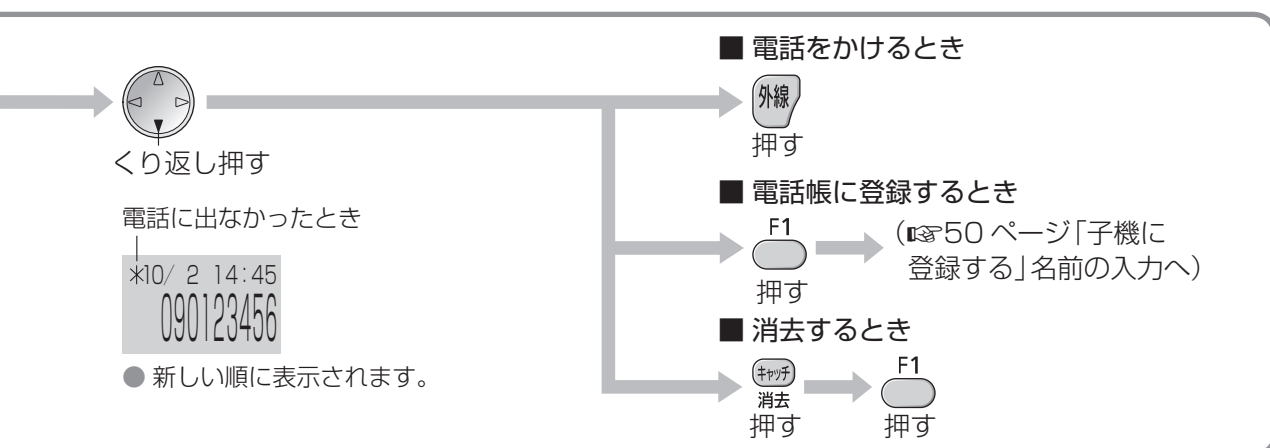 くり返し押す
電話に出なかったとき
*10/ 2 14:45
090123456
● 新しい順に表示されます。
■ 電話をかけるとき
外線
押す
■ 電話帳に登録するとき
F1
押す
(☞50 ページ「子機に
登録する」名前の入力へ)
■ 消去するとき
キャッチ
消去
押す
F1
押す